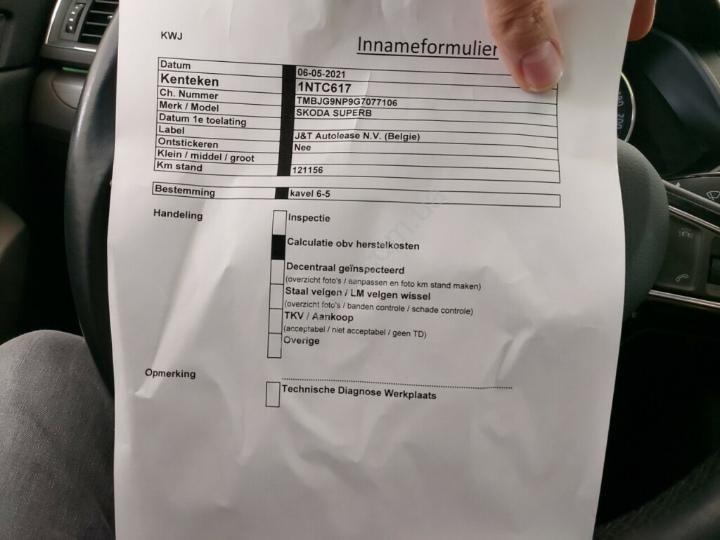 KWJ
Innameformulier
Datum 06-05-2021
Kenteken 1NTC617
Ch. Nummer TMBJG9NP9G7077106
Merk / Model SKODA SUPERB
Datum 1e toelating
Label J&T Autolease N.V. (Belgie)
Ontstickeren Nee
Klein / middel / groot
Km stand 121156
Bestemming kavel 6-5
Handeling Inspectie
Calculatie obv herstelkosten
Decentraal geïnspecteerd
(overzicht foto's / aanpassen en foto km stand maken)
Staal velgen / LM velgen wissel
(overzicht foto's / banden controle / schade controle)
TKV / Aankoop
(acceptabel / niet acceptabel / geen TD)
Overige
Opmerking
Technische Diagnose Werkplaats